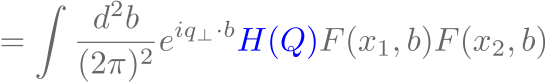 = ∫ d²b/(2π)² e^{iq⊥·b} H(Q) F(x₁, b) F(x₂, b)